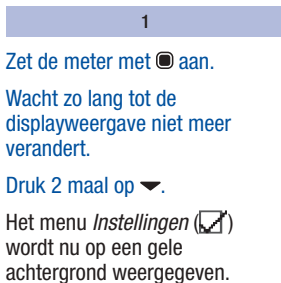 1
Zet de meter met aan.
Wacht zo lang tot de
displayweergave niet meer
verandert.
Druk 2 maal op .
Het menu Instellingen ()
wordt nu op een gele
achtergrond weergegeven.